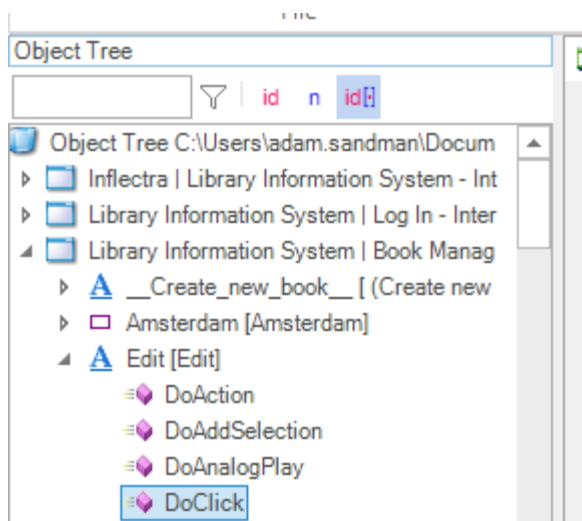 File
Object Tree
id n id[·]
Object Tree C:\Users\adam.sandman\Docum
Inflectra | Library Information System - Int
Library Information System | Log In - Inter
Library Information System | Book Manag
A __Create_new_book__ [ (Create new
Amsterdam [Amsterdam]
A Edit [Edit]
DoAction
DoAddSelection
DoAnalogPlay
DoClick